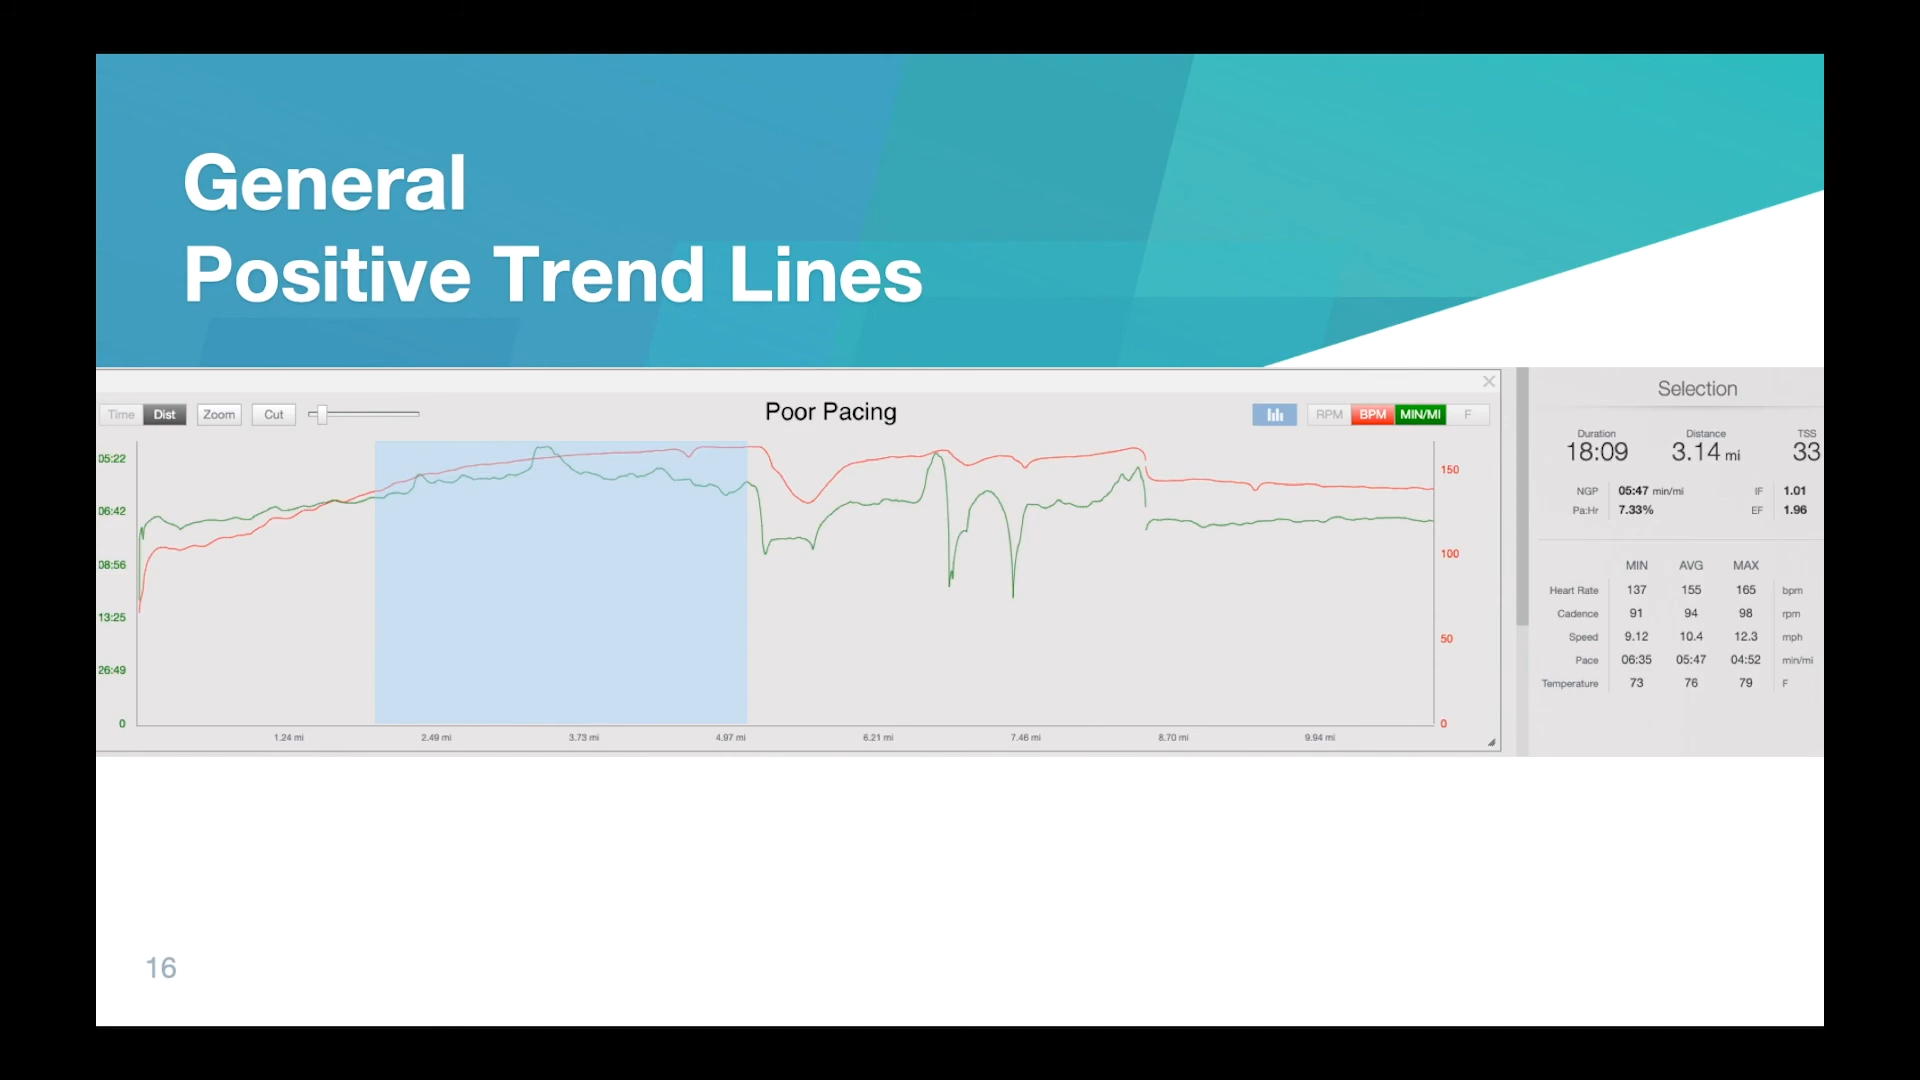 General
Positive Trend Lines
Time Dist Zoom Cut
Poor Pacing
RPM BPM MIN/MI F
05:22
06:42
08:56
13:25
26:49
0
150
100
50
0
1.24 mi 2.49 mi 3.73 mi 4.97 mi 6.21 mi 7.46 mi 8.70 mi 9.94 mi
Selection
Duration Distance TSS
18:09 3.14 mi 33
NGP 05:47 min/mi IF 1.01
Pa:Hr 7.33% EF 1.96
MIN AVG MAX
Heart Rate 137 155 165 bpm
Cadence 91 94 98 rpm
Speed 9.12 10.4 12.3 mph
Pace 06:35 05:47 04:52 min/mi
Temperature 73 76 79 F
16